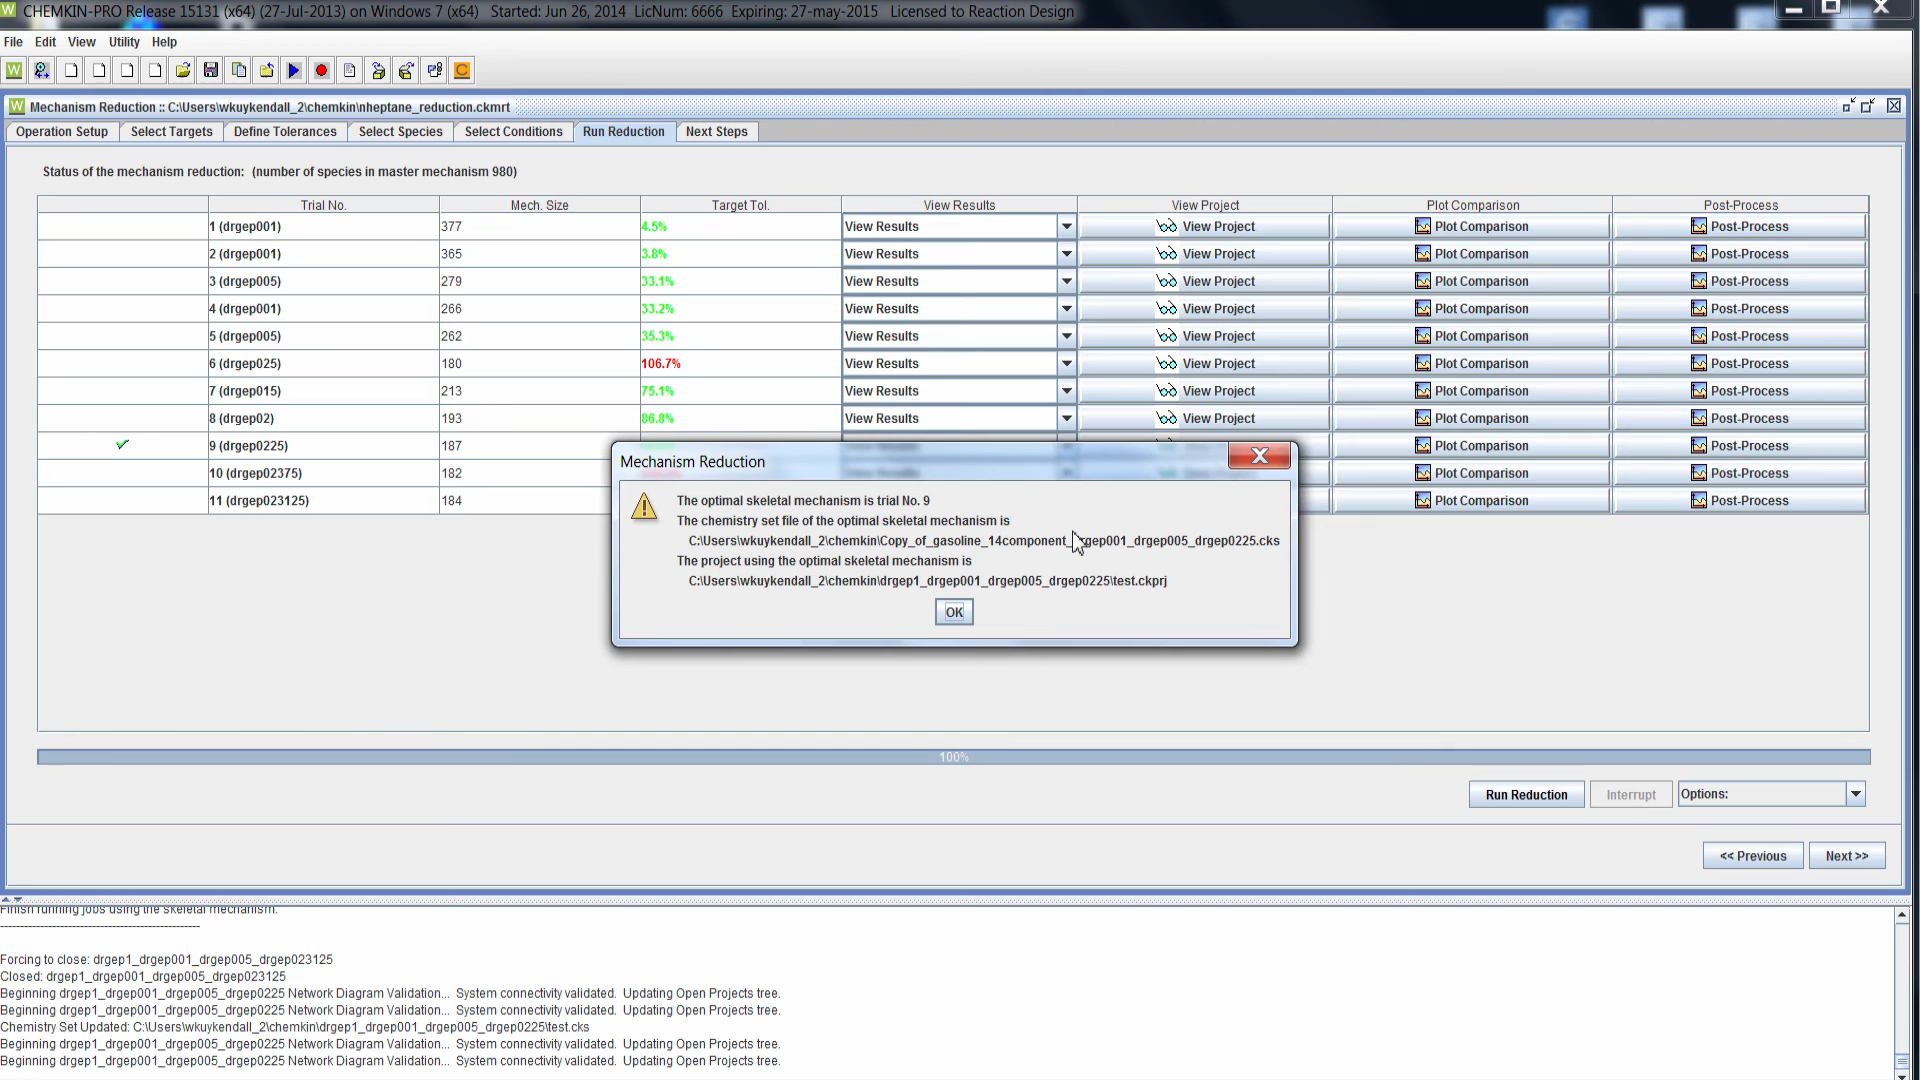 CHEMKIN-PRO Release 15131 (x64) (27-Jul-2013) on Windows 7 (x64) Started: Jun 26, 2014 LicNum: 6666 Expiring: 27-may-2015 Licensed to Reaction Design
File Edit View Utility Help
Mechanism Reduction :: C:\Users\wkuykendall_2\chemkin\nheptane_reduction.ckmrt
Operation Setup Select Targets Define Tolerances Select Species Select Conditions Run Reduction Next Steps
Status of the mechanism reduction: (number of species in master mechanism 980)
Trial No. Mech. Size Target Tol. View Results View Project Plot Comparison Post-Process
1 (drgep001) 377 4.5% View Results View Project Plot Comparison Post-Process
2 (drgep001) 365 3.8% View Results View Project Plot Comparison Post-Process
3 (drgep005) 279 33.1% View Results View Project Plot Comparison Post-Process
4 (drgep001) 266 33.2% View Results View Project Plot Comparison Post-Process
5 (drgep005) 262 35.3% View Results View Project Plot Comparison Post-Process
6 (drgep025) 180 106.7% View Results View Project Plot Comparison Post-Process
7 (drgep015) 213 75.1% View Results View Project Plot Comparison Post-Process
8 (drgep02) 193 86.8% View Results View Project Plot Comparison Post-Process
9 (drgep0225) 187 Plot Comparison Post-Process
10 (drgep02375) 182 Plot Comparison Post-Process
11 (drgep023125) 184 Plot Comparison Post-Process
Mechanism Reduction
The optimal skeletal mechanism is trial No. 9
The chemistry set file of the optimal skeletal mechanism is
C:\Users\wkuykendall_2\chemkin\Copy_of_gasoline_14component_drgep001_drgep005_drgep0225.cks
The project using the optimal skeletal mechanism is
C:\Users\wkuykendall_2\chemkin\drgep1_drgep001_drgep005_drgep0225\test.ckprj
OK
100%
Run Reduction Interrupt Options:
<< Previous Next >>
Finish running jobs using the skeletal mechanism.
--------------------------------------------------
Forcing to close: drgep1_drgep001_drgep005_drgep023125
Closed: drgep1_drgep001_drgep005_drgep023125
Beginning drgep1_drgep001_drgep005_drgep0225 Network Diagram Validation... System connectivity validated. Updating Open Projects tree.
Beginning drgep1_drgep001_drgep005_drgep0225 Network Diagram Validation... System connectivity validated. Updating Open Projects tree.
Chemistry Set Updated: C:\Users\wkuykendall_2\chemkin\drgep1_drgep001_drgep005_drgep0225\test.cks
Beginning drgep1_drgep001_drgep005_drgep0225 Network Diagram Validation... System connectivity validated. Updating Open Projects tree.
Beginning drgep1_drgep001_drgep005_drgep0225 Network Diagram Validation... System connectivity validated. Updating Open Projects tree.